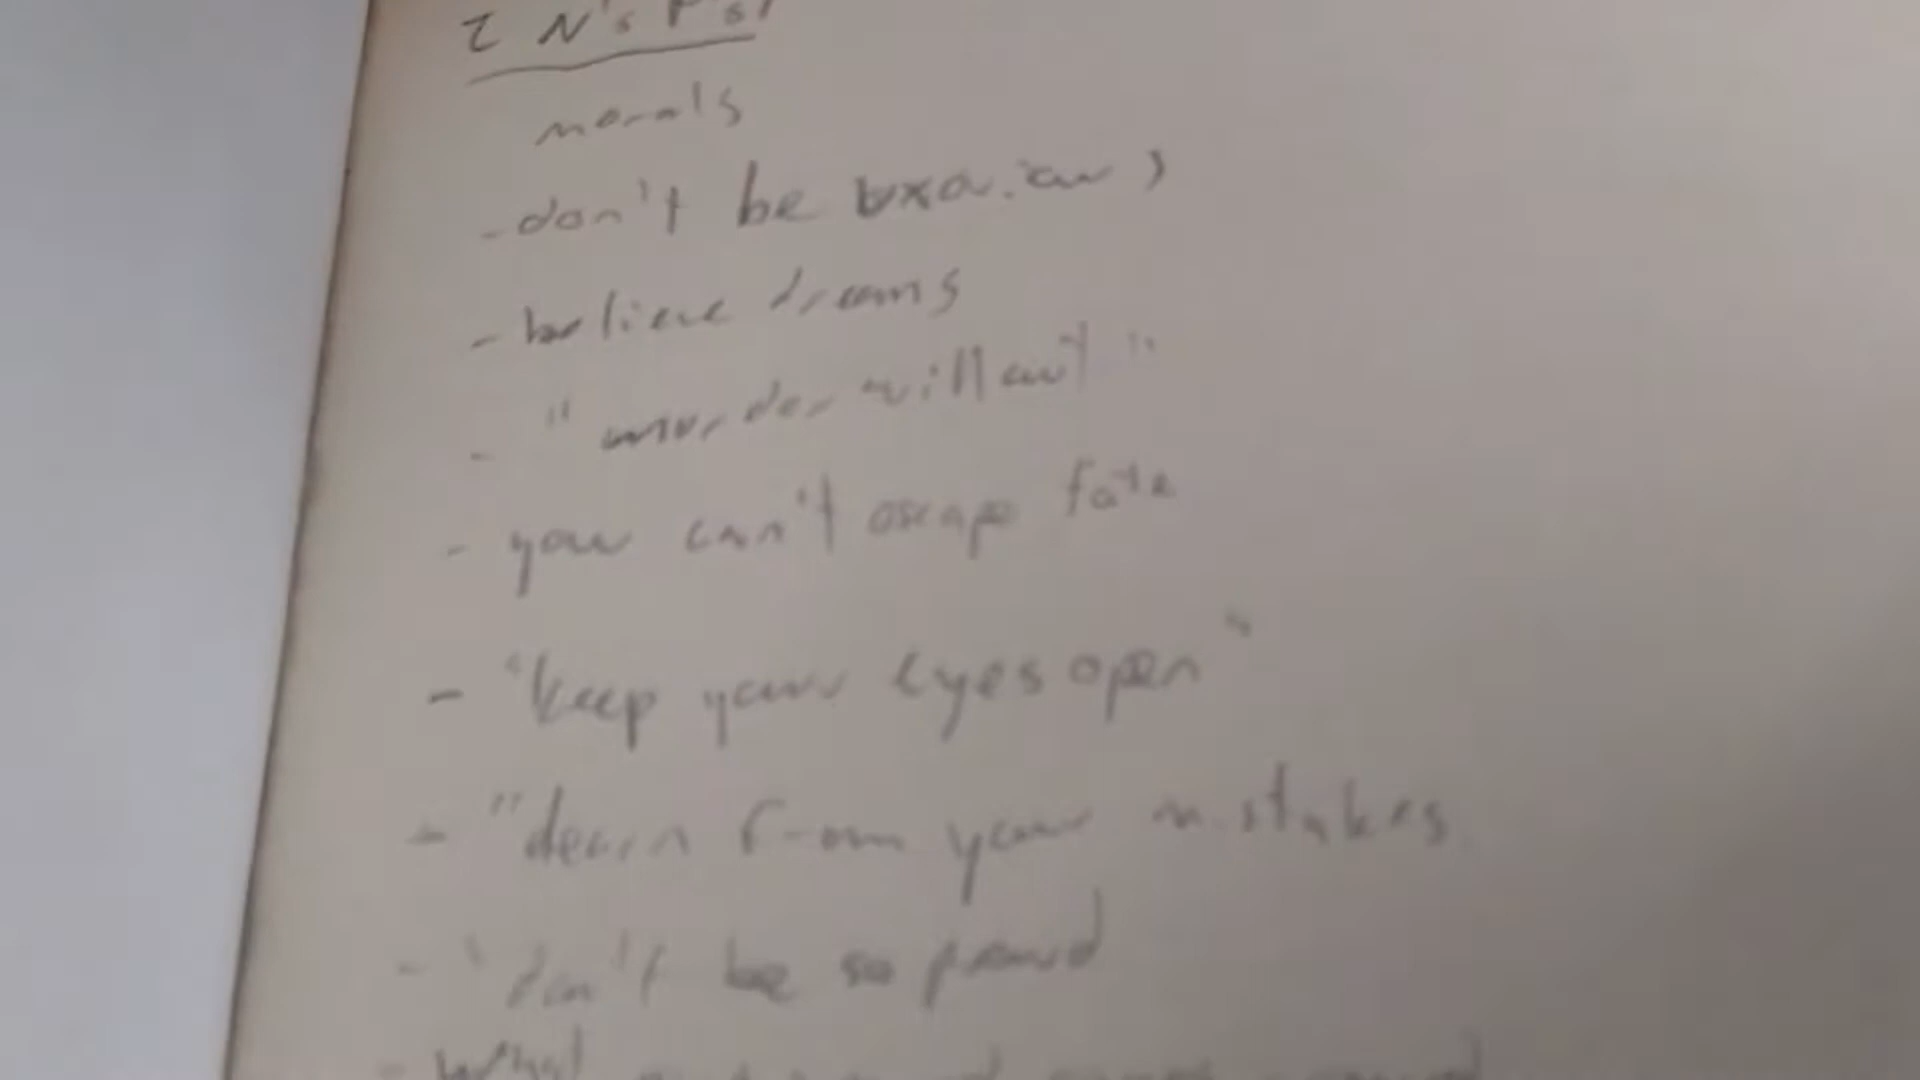 N's P's
morals
- don't be
- believe dreams
- "murder will out"
- you can't escape fate
- "keep your eyes open"
- "learn from your mistakes.
- "don't be so proud
- What